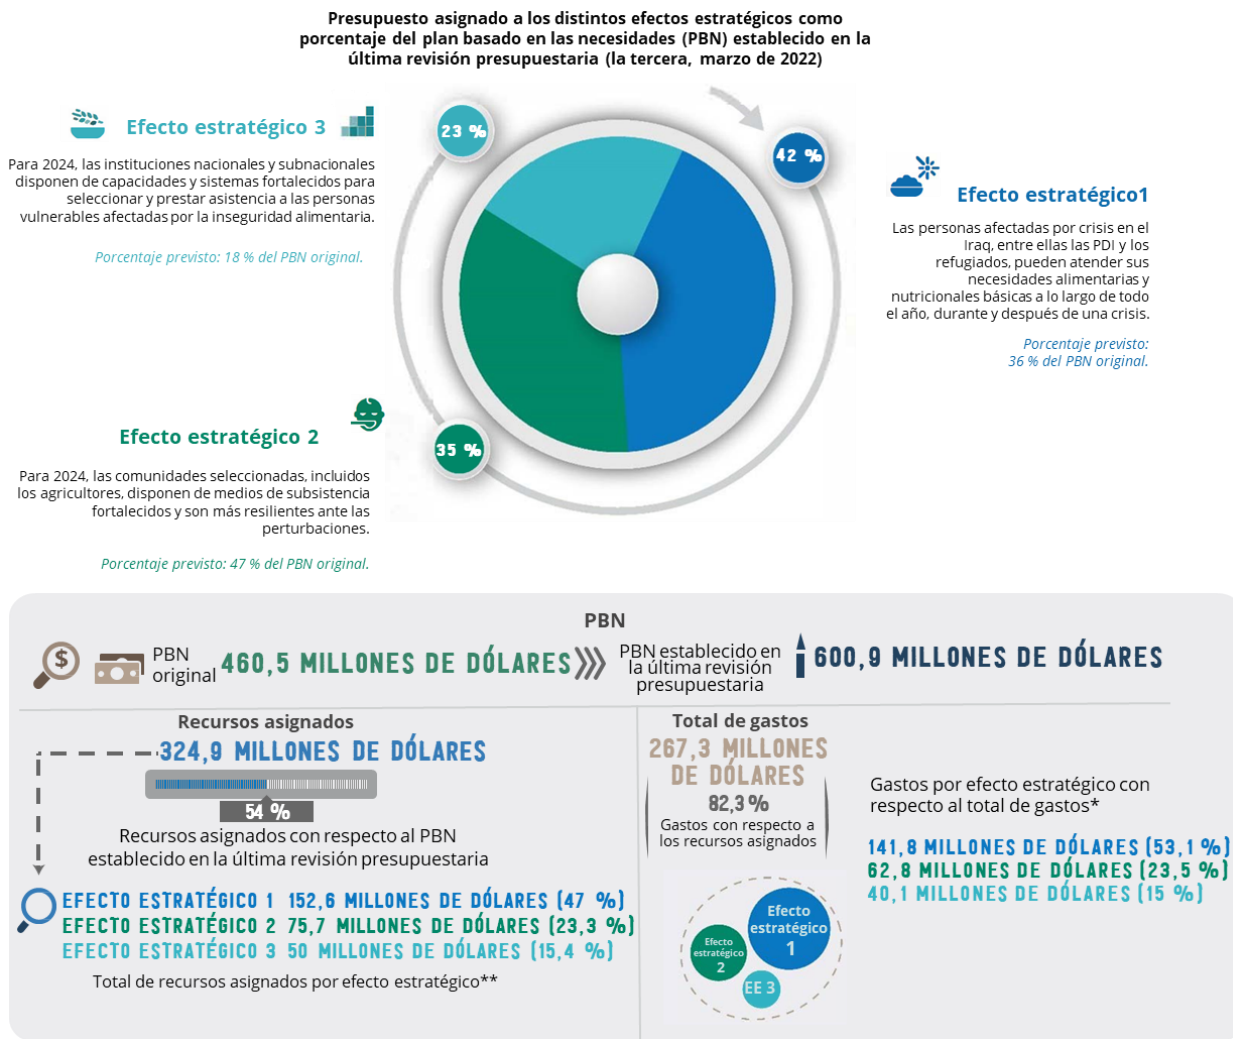 Presupuesto asignado a los distintos efectos estratégicos como
porcentaje del plan basado en las necesidades (PBN) establecido en la
última revisión presupuestaria (la tercera, marzo de 2022)
Efecto estratégico 3
Para 2024, las instituciones nacionales y subnacionales
disponen de capacidades y sistemas fortalecidos para
seleccionar y prestar asistencia a las personas
vulnerables afectadas por la inseguridad alimentaria.
Porcentaje previsto: 18 % del PBN original.
23 %
42 %
Efecto estratégico1
Las personas afectadas por crisis en el
Iraq, entre ellas las PDI y los
refugiados, pueden atender sus
necesidades alimentarias y
nutricionales básicas a lo largo de todo
el año, durante y después de una crisis.
Porcentaje previsto:
36 % del PBN original.
Efecto estratégico 2
35 %
Para 2024, las comunidades seleccionadas, incluidos
los agricultores, disponen de medios de subsistencia
fortalecidos y son más resilientes ante las
perturbaciones.
Porcentaje previsto: 47 % del PBN original.
PBN
$
PBN
original
460,5 MILLONES DE DÓLARES
PBN establecido en
la última revisión
presupuestaria
600,9 MILLONES DE DÓLARES
Recursos asignados
324,9 MILLONES DE DÓLARES
54 %
Recursos asignados con respecto al PBN
establecido en la última revisión presupuestaria
EFECTO ESTRATÉGICO 1 152,6 MILLONES DE DÓLARES (47 %)
EFECTO ESTRATÉGICO 2 75,7 MILLONES DE DÓLARES (23,3 %)
EFECTO ESTRATÉGICO 3 50 MILLONES DE DÓLARES (15,4 %)
Total de recursos asignados por efecto estratégico**
Total de gastos
267,3 MILLONES
DE DÓLARES
82,3 %
Gastos con respecto a
los recursos asignados
Efecto
estratégico
1
Efecto
estratégico
2
EE 3
Gastos por efecto estratégico con
respecto al total de gastos*
141,8 MILLONES DE DÓLARES (53,1 %)
62,8 MILLONES DE DÓLARES (23,5 %)
40,1 MILLONES DE DÓLARES (15 %)